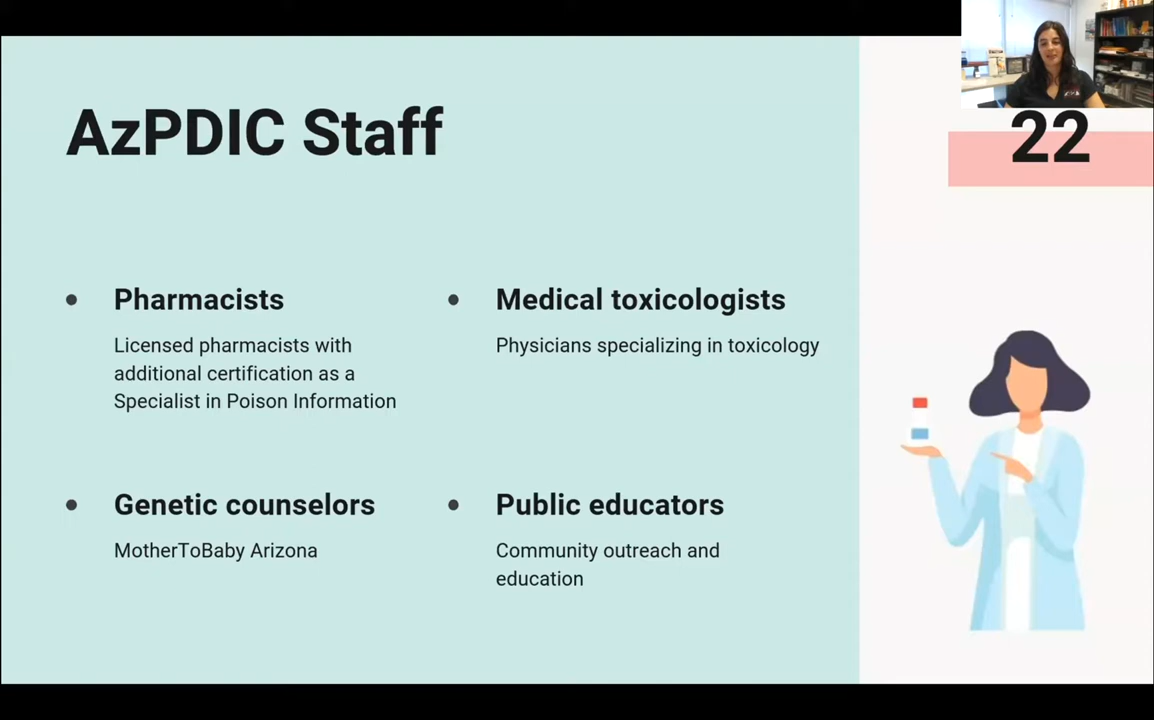 AzPDIC Staff
22
Pharmacists
Licensed pharmacists with
additional certification as a
Specialist in Poison Information
Medical toxicologists
Physicians specializing in toxicology
Genetic counselors
MotherToBaby Arizona
Public educators
Community outreach and
education